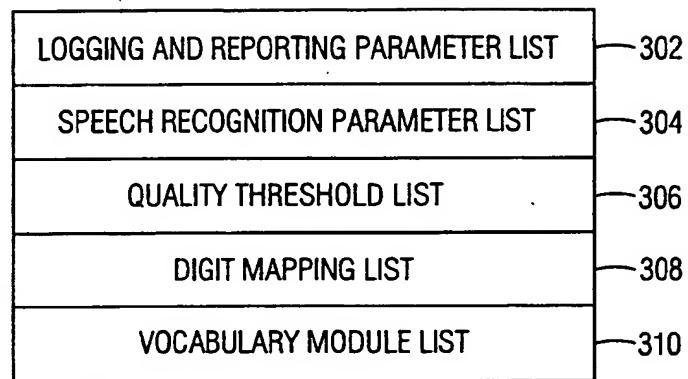 LOGGING AND REPORTING PARAMETER LIST 302
SPEECH RECOGNITION PARAMETER LIST 304
QUALITY THRESHOLD LIST 306
DIGIT MAPPING LIST 308
VOCABULARY MODULE LIST 310